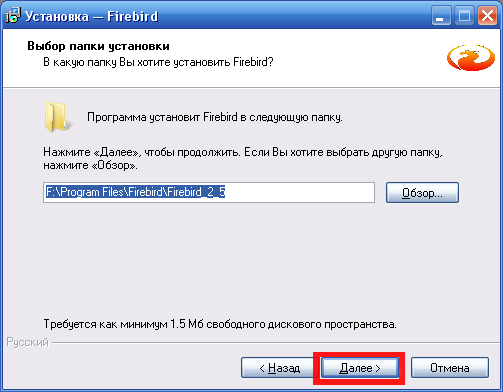 Установка — Firebird
Выбор папки установки
В какую папку Вы хотите установить Firebird?
Программа установит Firebird в следующую папку.
Нажмите «Далее», чтобы продолжить. Если Вы хотите выбрать другую папку,
нажмите «Обзор».
F:\Program Files\Firebird\Firebird_2_5
Обзор...
Требуется как минимум 1.5 Мб свободного дискового пространства.
Русский
< Назад
Далее >
Отмена